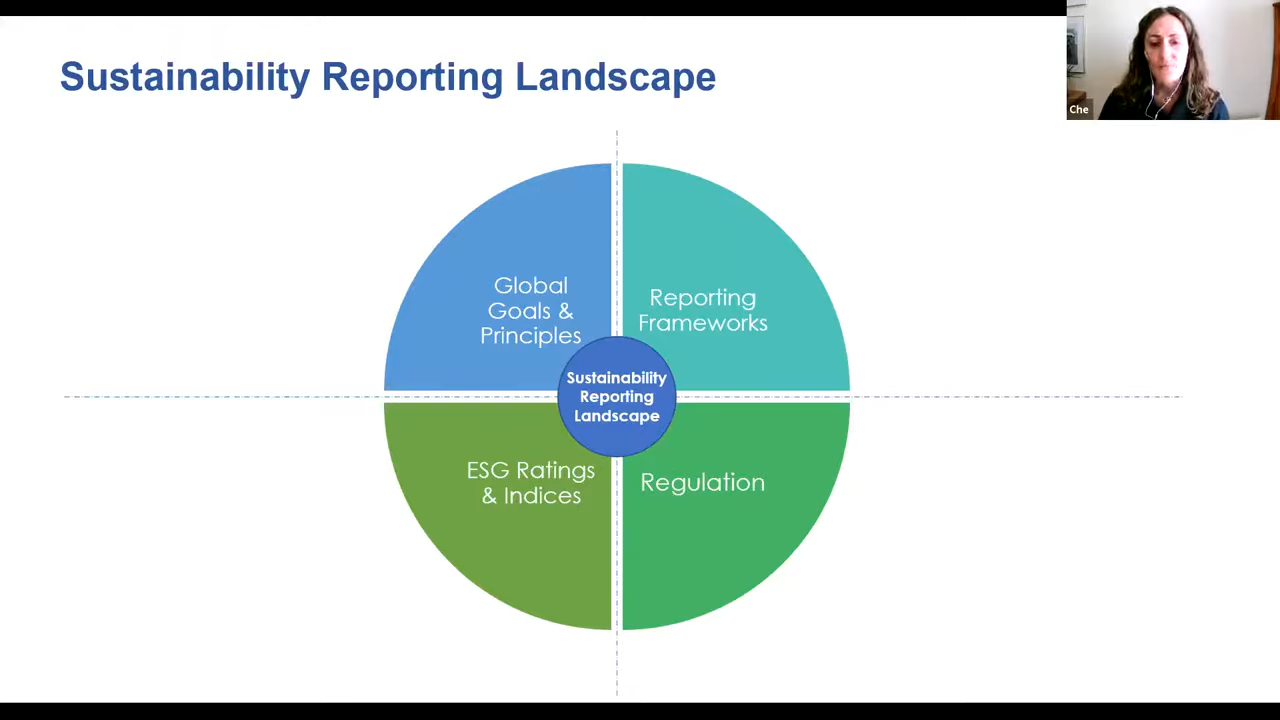 Sustainability Reporting Landscape
Che
Global
Goals &
Principles
Reporting
Frameworks
Sustainability
Reporting
Landscape
ESG Ratings
& Indices
Regulation